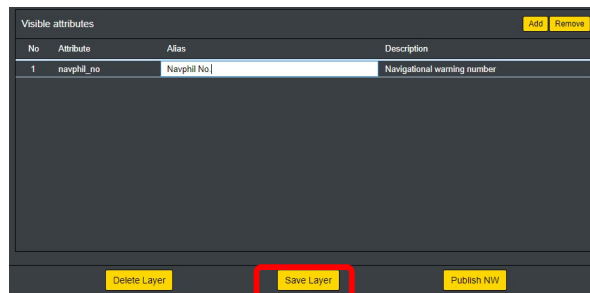 Visible attributes Add Remove
No Attribute Alias Description
1 navphil_no Navphil No. Navigational warning number
Delete Layer Save Layer Publish NW